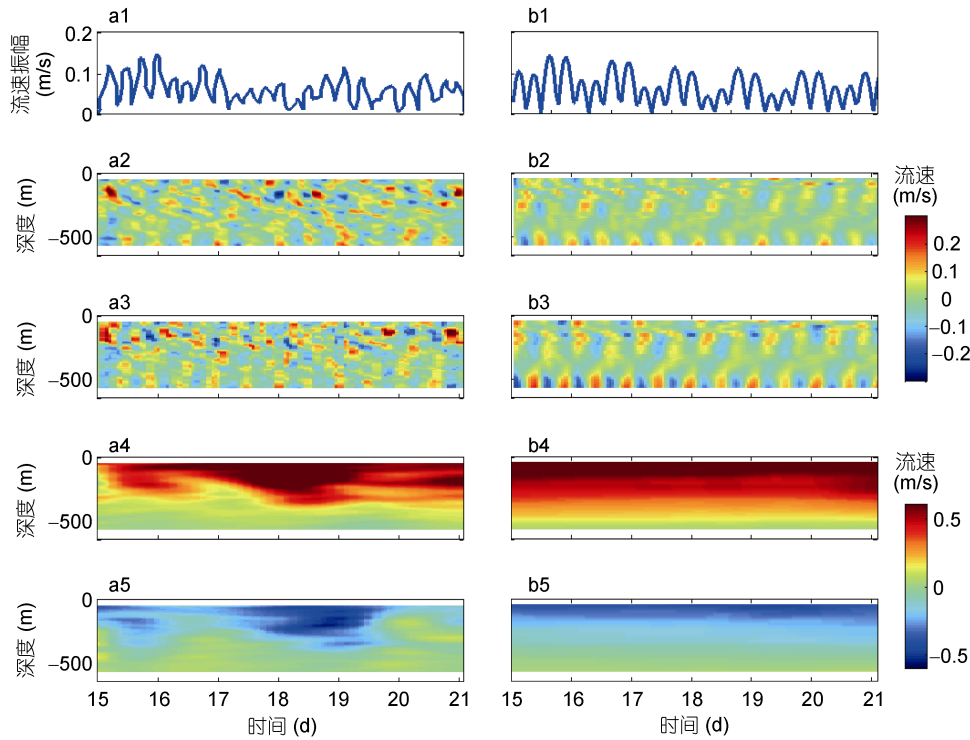 a1
b1
流速振幅
(m/s)
0.2
0.1
0
a2
b2
深度 (m)
0
–500
流速
(m/s)
0.2
0.1
0
–0.1
–0.2
a3
b3
深度 (m)
0
–500
a4
b4
深度 (m)
0
–500
流速
(m/s)
0.5
0
–0.5
a5
b5
深度 (m)
0
–500
15 16 17 18 19 20 21
15 16 17 18 19 20 21
时间 (d)
时间 (d)